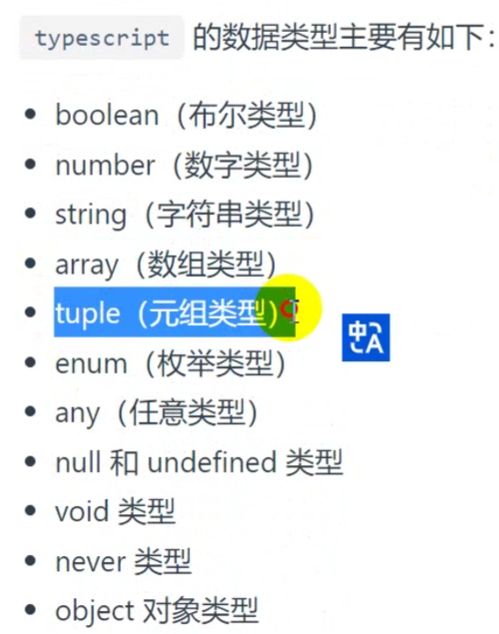 typescript 的数据类型主要有如下：
boolean（布尔类型）
number（数字类型）
string（字符串类型）
array（数组类型）
tuple（元组类型）
enum（枚举类型）
any（任意类型）
null 和 undefined 类型
void 类型
never 类型
object 对象类型
中A